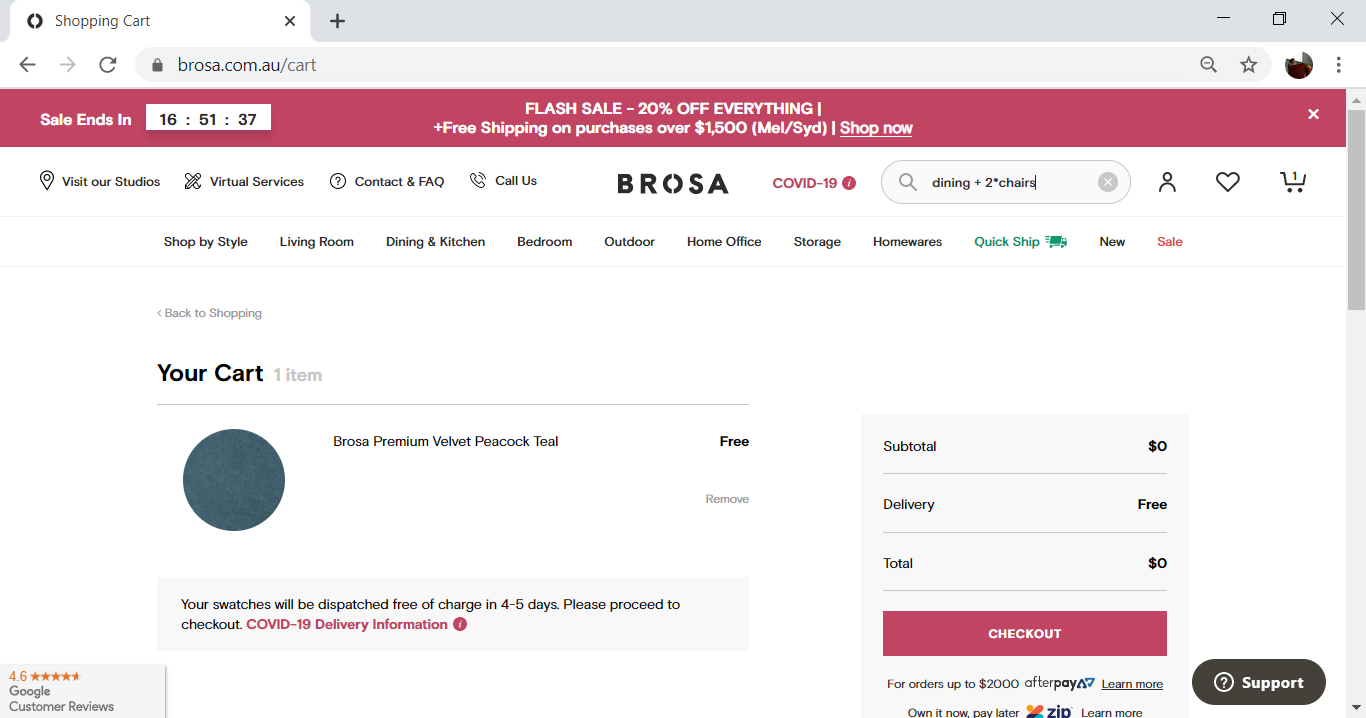 Shopping Cart
brosa.com.au/cart
Sale Ends In 16 : 51 : 37
FLASH SALE - 20% OFF EVERYTHING |
+Free Shipping on purchases over $1,500 (Mel/Syd) | Shop now
Visit our Studios Virtual Services Contact & FAQ Call Us BROSA COVID-19 dining + 2*chairs 1
Shop by Style Living Room Dining & Kitchen Bedroom Outdoor Home Office Storage Homewares Quick Ship New Sale
‹ Back to Shopping
Your Cart 1 item
Brosa Premium Velvet Peacock Teal Free
Remove
Your swatches will be dispatched free of charge in 4-5 days. Please proceed to
checkout. COVID-19 Delivery Information
Subtotal $0
Delivery Free
Total $0
CHECKOUT
For orders up to $2000 afterpay Learn more
Own it now, pay later zip Learn more
4.6
Google
Customer Reviews
Support